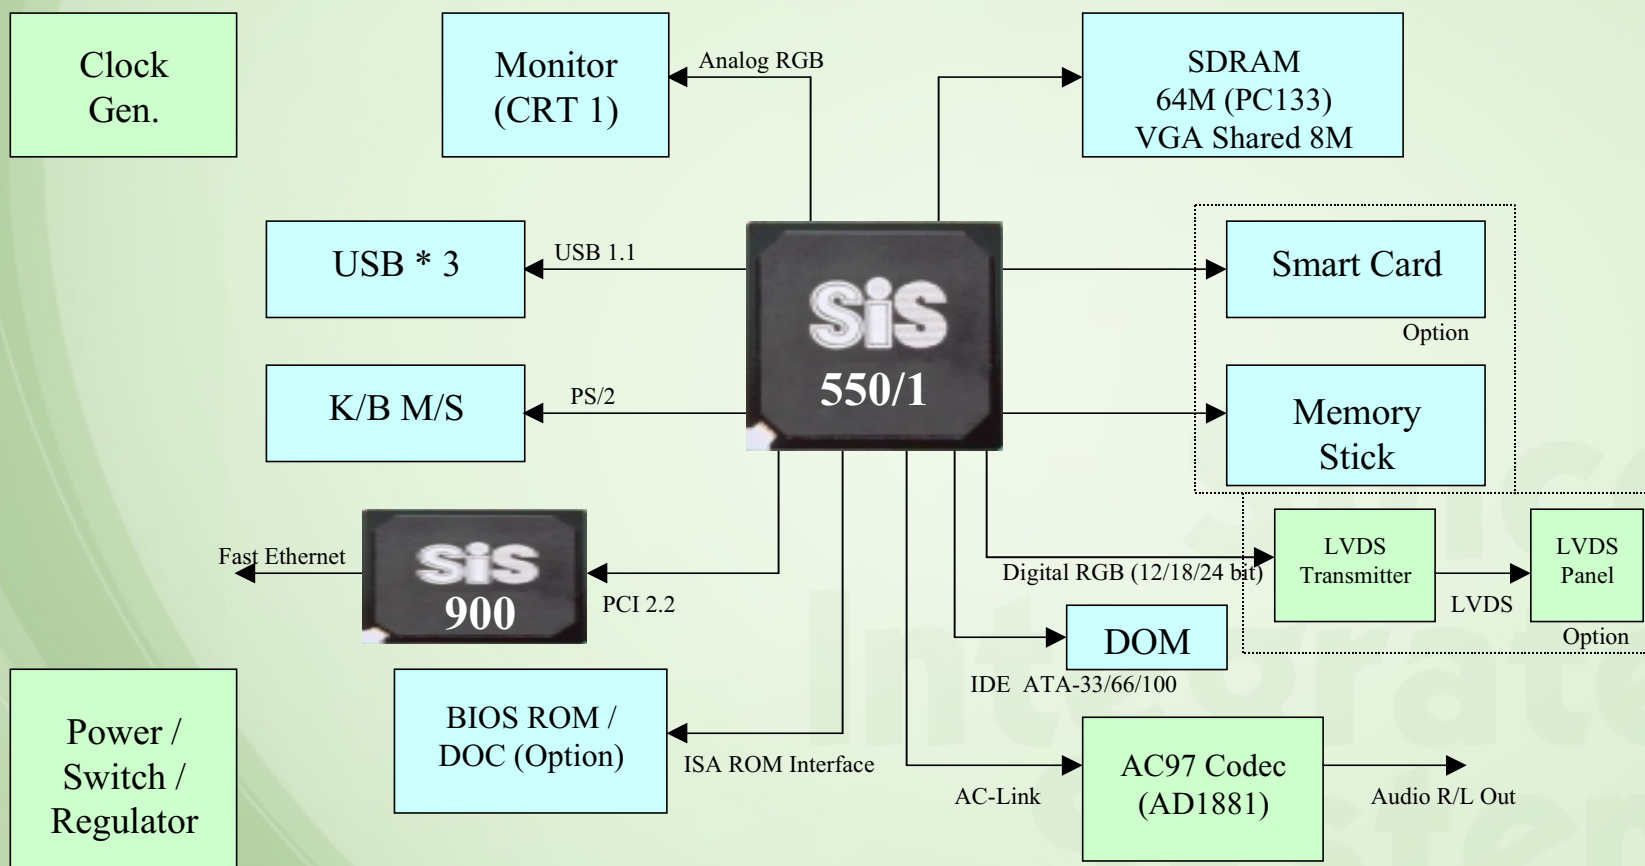 Clock
Gen.
Monitor
(CRT 1)
Analog RGB
SDRAM
64M (PC133)
VGA Shared 8M
USB * 3
USB 1.1
SiS
550/1
Smart Card
Option
K/B M/S
PS/2
Memory
Stick
Fast Ethernet
SiS
900
PCI 2.2
Digital RGB (12/18/24 bit)
LVDS
Transmitter
LVDS
LVDS
Panel
Option
DOM
IDE ATA-33/66/100
Power /
Switch /
Regulator
BIOS ROM /
DOC (Option)
ISA ROM Interface
AC-Link
AC97 Codec
(AD1881)
Audio R/L Out